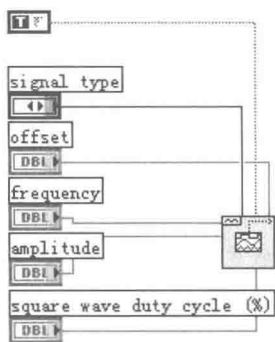 T F
signal type
offset
DBL
frequency
DBL
amplitude
DBL
square wave duty cycle (%)
DBL